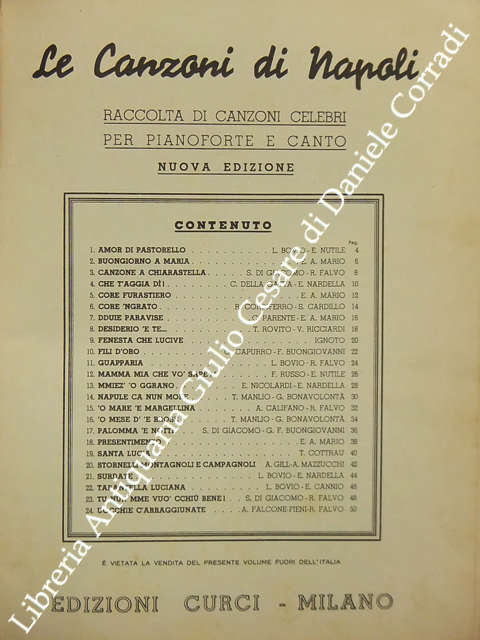 Le Canzoni di Napoli
RACCOLTA DI CANZONI CELEBRI
PER PIANOFORTE E CANTO
NUOVA EDIZIONE
CONTENUTO
Pag.
1. AMOR DI PASTORELLO . . . . . . . . . . . L. BOVIO - E. NUTILE 4
2. BUONGIORNO A MARIA . . . . . . . . . . . E. A. MARIO 6
3. CANZONE A CHIARASTELLA . . . . . S. DI GIACOMO - R. FALVO 8
4. CHE T'AGGIA DÌ! . . . . . . C. DELLA GATTA - E. NARDELLA 10
5. CORE FURASTIERO . . . . . . . . . . . . E. A. MARIO 12
6. CORE 'NGRATO . . . . . . . R. CORDIFERRO - S. CARDILLO 14
7. DDUIE PARAVISE . . . . . . . C. PARENTE - E. A. MARIO 16
8. DESIDERIO 'E TE... . . . . . . T. ROVITO - V. RICCIARDI 18
9. FENESTA CHE LUCIVE . . . . . . . . . . . IGNOTO 20
10. FILI D'ORO . . . . . . . . G. CAPURRO - F. BUONGIOVANNI 22
11. GUAPPARIA . . . . . . . . . . . L. BOVIO - R. FALVO 24
12. MAMMA MIA CHE VO' SAPÉ . . . . . F. RUSSO - E. NUTILE 26
13. MMIEZ' 'O GGRANO . . . . . . E. NICOLARDI - E. NARDELLA 28
14. NAPULE CA NUN MORE . . . . . T. MANLIO - G. BONAVOLONTÀ 30
15. 'O MARE 'E MARGELLINA . . . . . A. CALIFANO - R. FALVO 32
16. 'O MESE D' 'E RROSE . . . . . T. MANLIO - G. BONAVOLONTÀ 34
17. PALOMMA 'E NOTTE . . S. DI GIACOMO - G. F. BUONGIOVANNI 36
18. PRESENTIMENTO . . . . . . . . . . . . E. A. MARIO 38
19. SANTA LUCIA . . . . . . . . . . . . . T. COTTRAU 40
20. STORNELLI MONTAGNOLI E CAMPAGNOLI A. GILL - A. MAZZUCCHI 42
21. SURDATE . . . . . . . . . . . L. BOVIO - E. NARDELLA 44
22. TARANTELLA LUCIANA . . . . . . . L. BOVIO - E. CANNIO 46
23. TU NUN MME VUO' CCHIÙ BENE! . . S. DI GIACOMO - R. FALVO 48
24. UOCCHIE CARRAGGIUNATE . . . . A. FALCONE-FIENI - R. FALVO 50
È VIETATA LA VENDITA DEL PRESENTE VOLUME FUORI DELL'ITALIA
EDIZIONI CURCI - MILANO
Libreria Antiquaria Giulio Cesare di Daniele Corradi